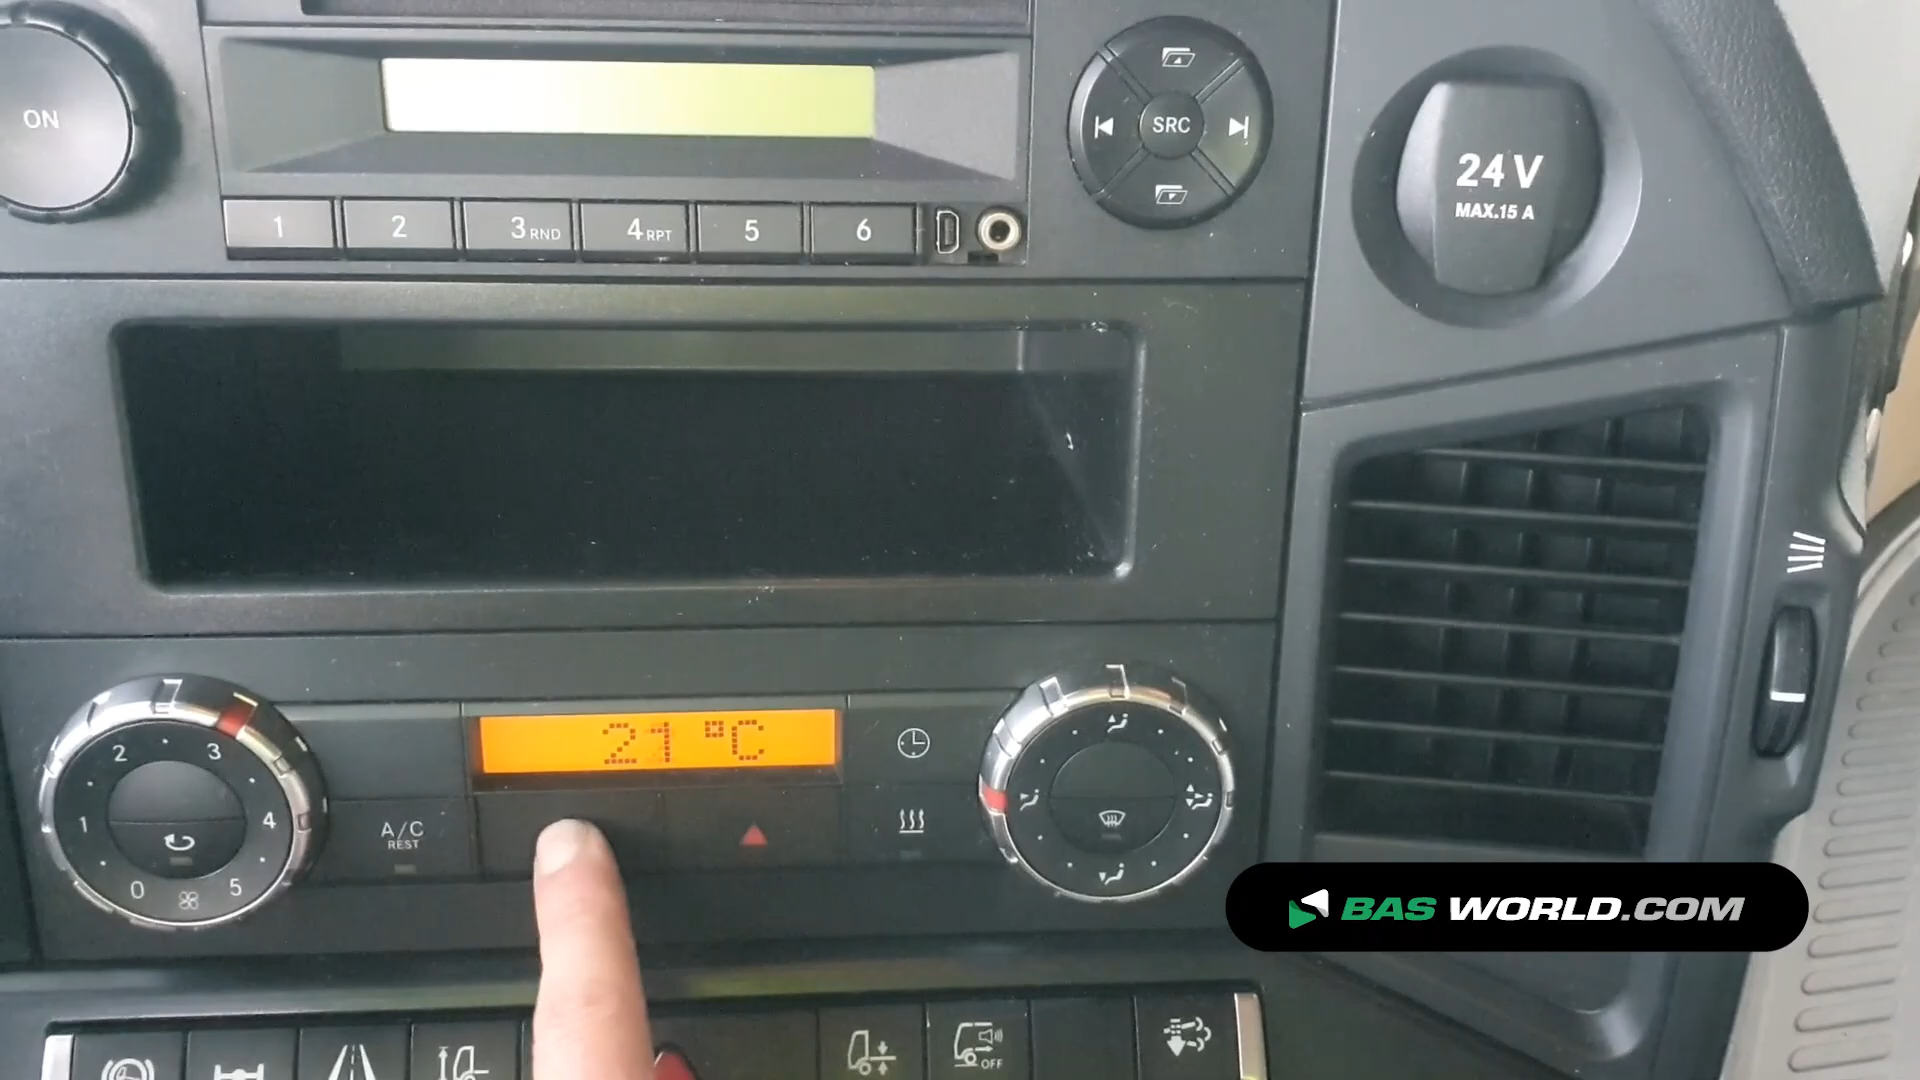 ON
SRC
24 V
MAX.15 A
1
2
3 RND
4 RPT
5
6
21 °C
2
3
1
4
0
5
A/C
REST
BAS WORLD.COM
OFF